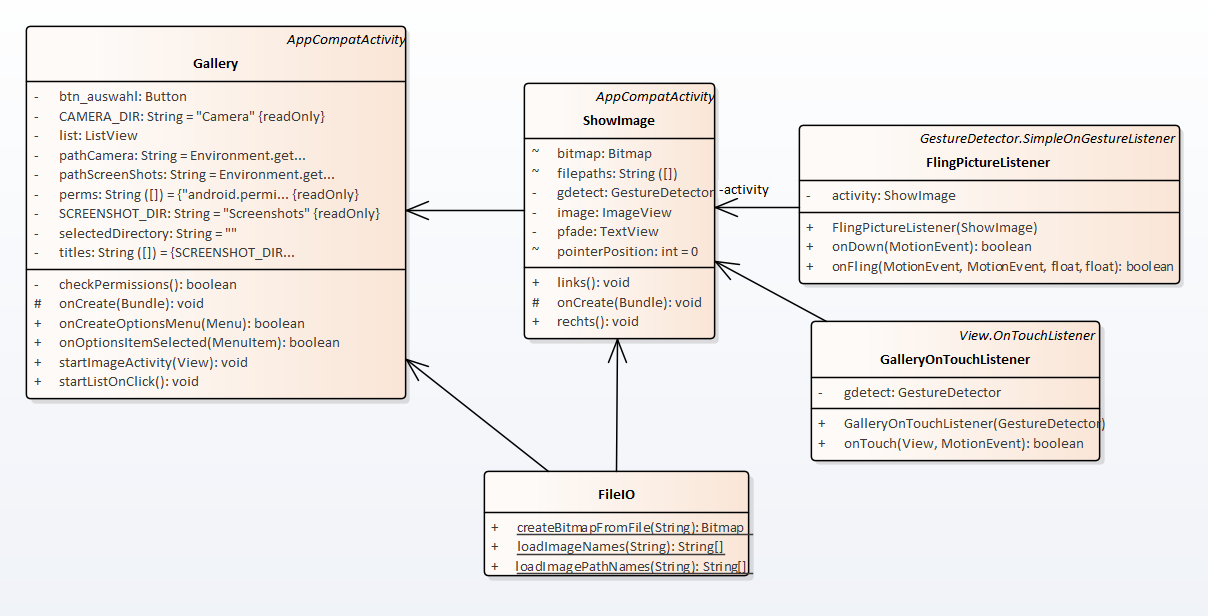 AppCompatActivity
Gallery
- btn_auswahl: Button
- CAMERA_DIR: String = "Camera" {readOnly}
- list: ListView
- pathCamera: String = Environment.get...
- pathScreenShots: String = Environment.get...
- perms: String ([]) = {"android.permi... {readOnly}
- SCREENSHOT_DIR: String = "Screenshots" {readOnly}
- selectedDirectory: String = ""
- titles: String ([]) = {SCREENSHOT_DIR...
- checkPermissions(): boolean
# onCreate(Bundle): void
+ onCreateOptionsMenu(Menu): boolean
+ onOptionsItemSelected(MenuItem): boolean
+ startImageActivity(View): void
+ startListOnClick(): void
AppCompatActivity
ShowImage
~ bitmap: Bitmap
~ filepaths: String ([])
- gdetect: GestureDetector
- image: ImageView
- pfade: TextView
~ pointerPosition: int = 0
+ links(): void
# onCreate(Bundle): void
+ rechts(): void
-activity
GestureDetector.SimpleOnGestureListener
FlingPictureListener
- activity: ShowImage
+ FlingPictureListener(ShowImage)
+ onDown(MotionEvent): boolean
+ onFling(MotionEvent, MotionEvent, float, float): boolean
View.OnTouchListener
GalleryOnTouchListener
- gdetect: GestureDetector
+ GalleryOnTouchListener(GestureDetector)
+ onTouch(View, MotionEvent): boolean
FileIO
+ createBitmapFromFile(String): Bitmap
+ loadImageNames(String): String[]
+ loadImagePathNames(String): String[]